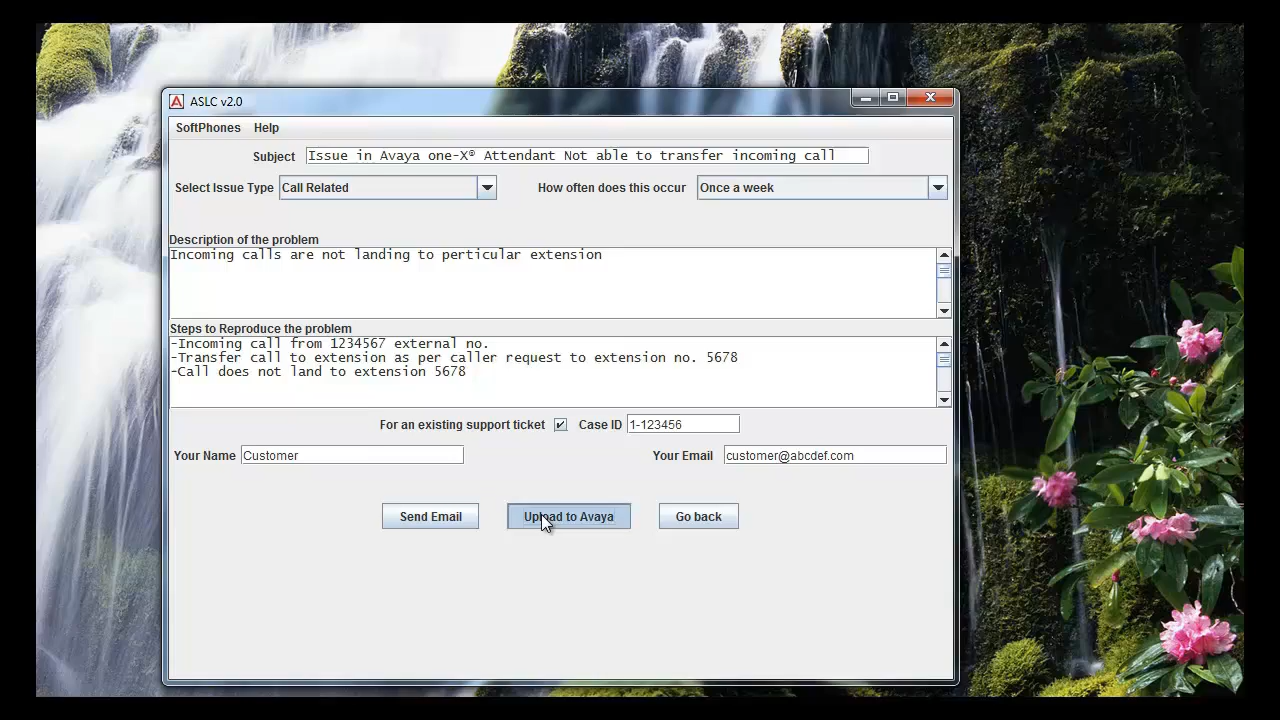 ASLC v2.0
SoftPhones Help
Subject Issue in Avaya one-X® Attendant Not able to transfer incoming call
Select Issue Type Call Related How often does this occur Once a week
Description of the problem
Incoming calls are not landing to perticular extension
Steps to Reproduce the problem
-Incoming call from 1234567 external no.
-Transfer call to extension as per caller request to extension no. 5678
-Call does not land to extension 5678
For an existing support ticket Case ID 1-123456
Your Name Customer Your Email customer@abcdef.com
Send Email Upload to Avaya Go back